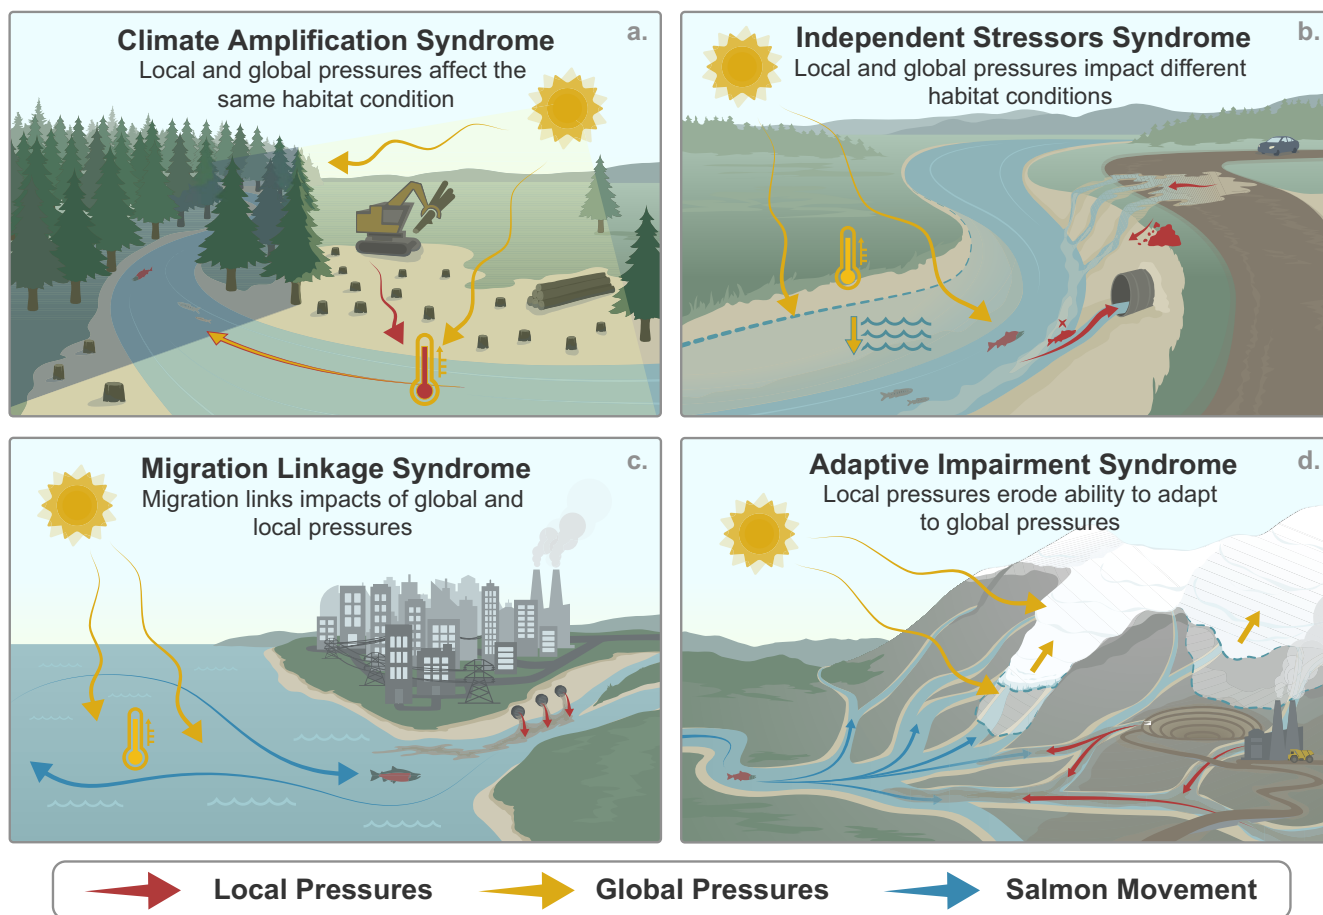 Climate Amplification Syndrome
a.
Local and global pressures affect the
same habitat condition
Independent Stressors Syndrome
b.
Local and global pressures impact different
habitat conditions
Migration Linkage Syndrome
c.
Migration links impacts of global and
local pressures
Adaptive Impairment Syndrome
d.
Local pressures erode ability to adapt
to global pressures
Local Pressures
Global Pressures
Salmon Movement